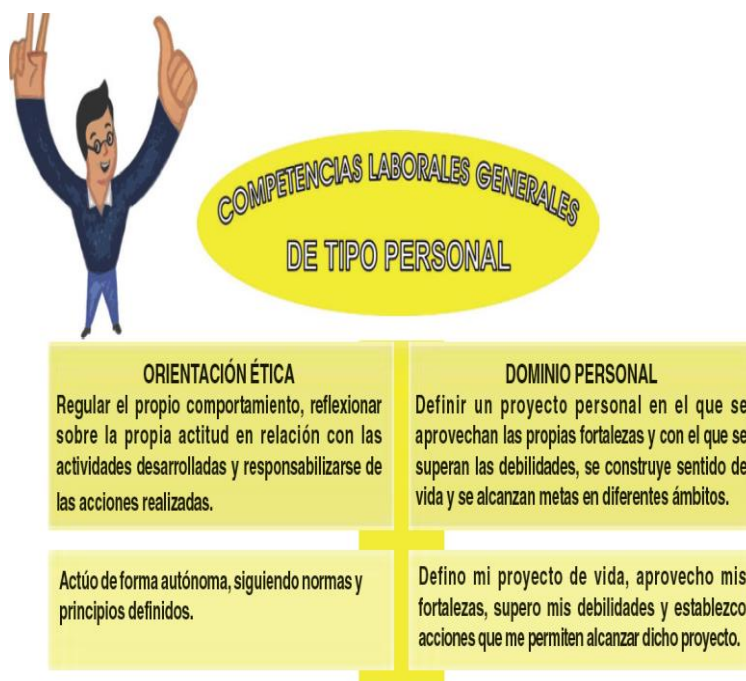 COMPETENCIAS LABORALES GENERALES
DE TIPO PERSONAL
ORIENTACIÓN ÉTICA
Regular el propio comportamiento, reflexionar
sobre la propia actitud en relación con las
actividades desarrolladas y responsabilizarse de
las acciones realizadas.
DOMINIO PERSONAL
Definir un proyecto personal en el que se
aprovechan las propias fortalezas y con el que se
superan las debilidades, se construye sentido de
vida y se alcanzan metas en diferentes ámbitos.
Actúo de forma autónoma, siguiendo normas y
principios definidos.
Defino mi proyecto de vida, aprovecho mis
fortalezas, supero mis debilidades y establezco
acciones que me permiten alcanzar dicho proyecto.